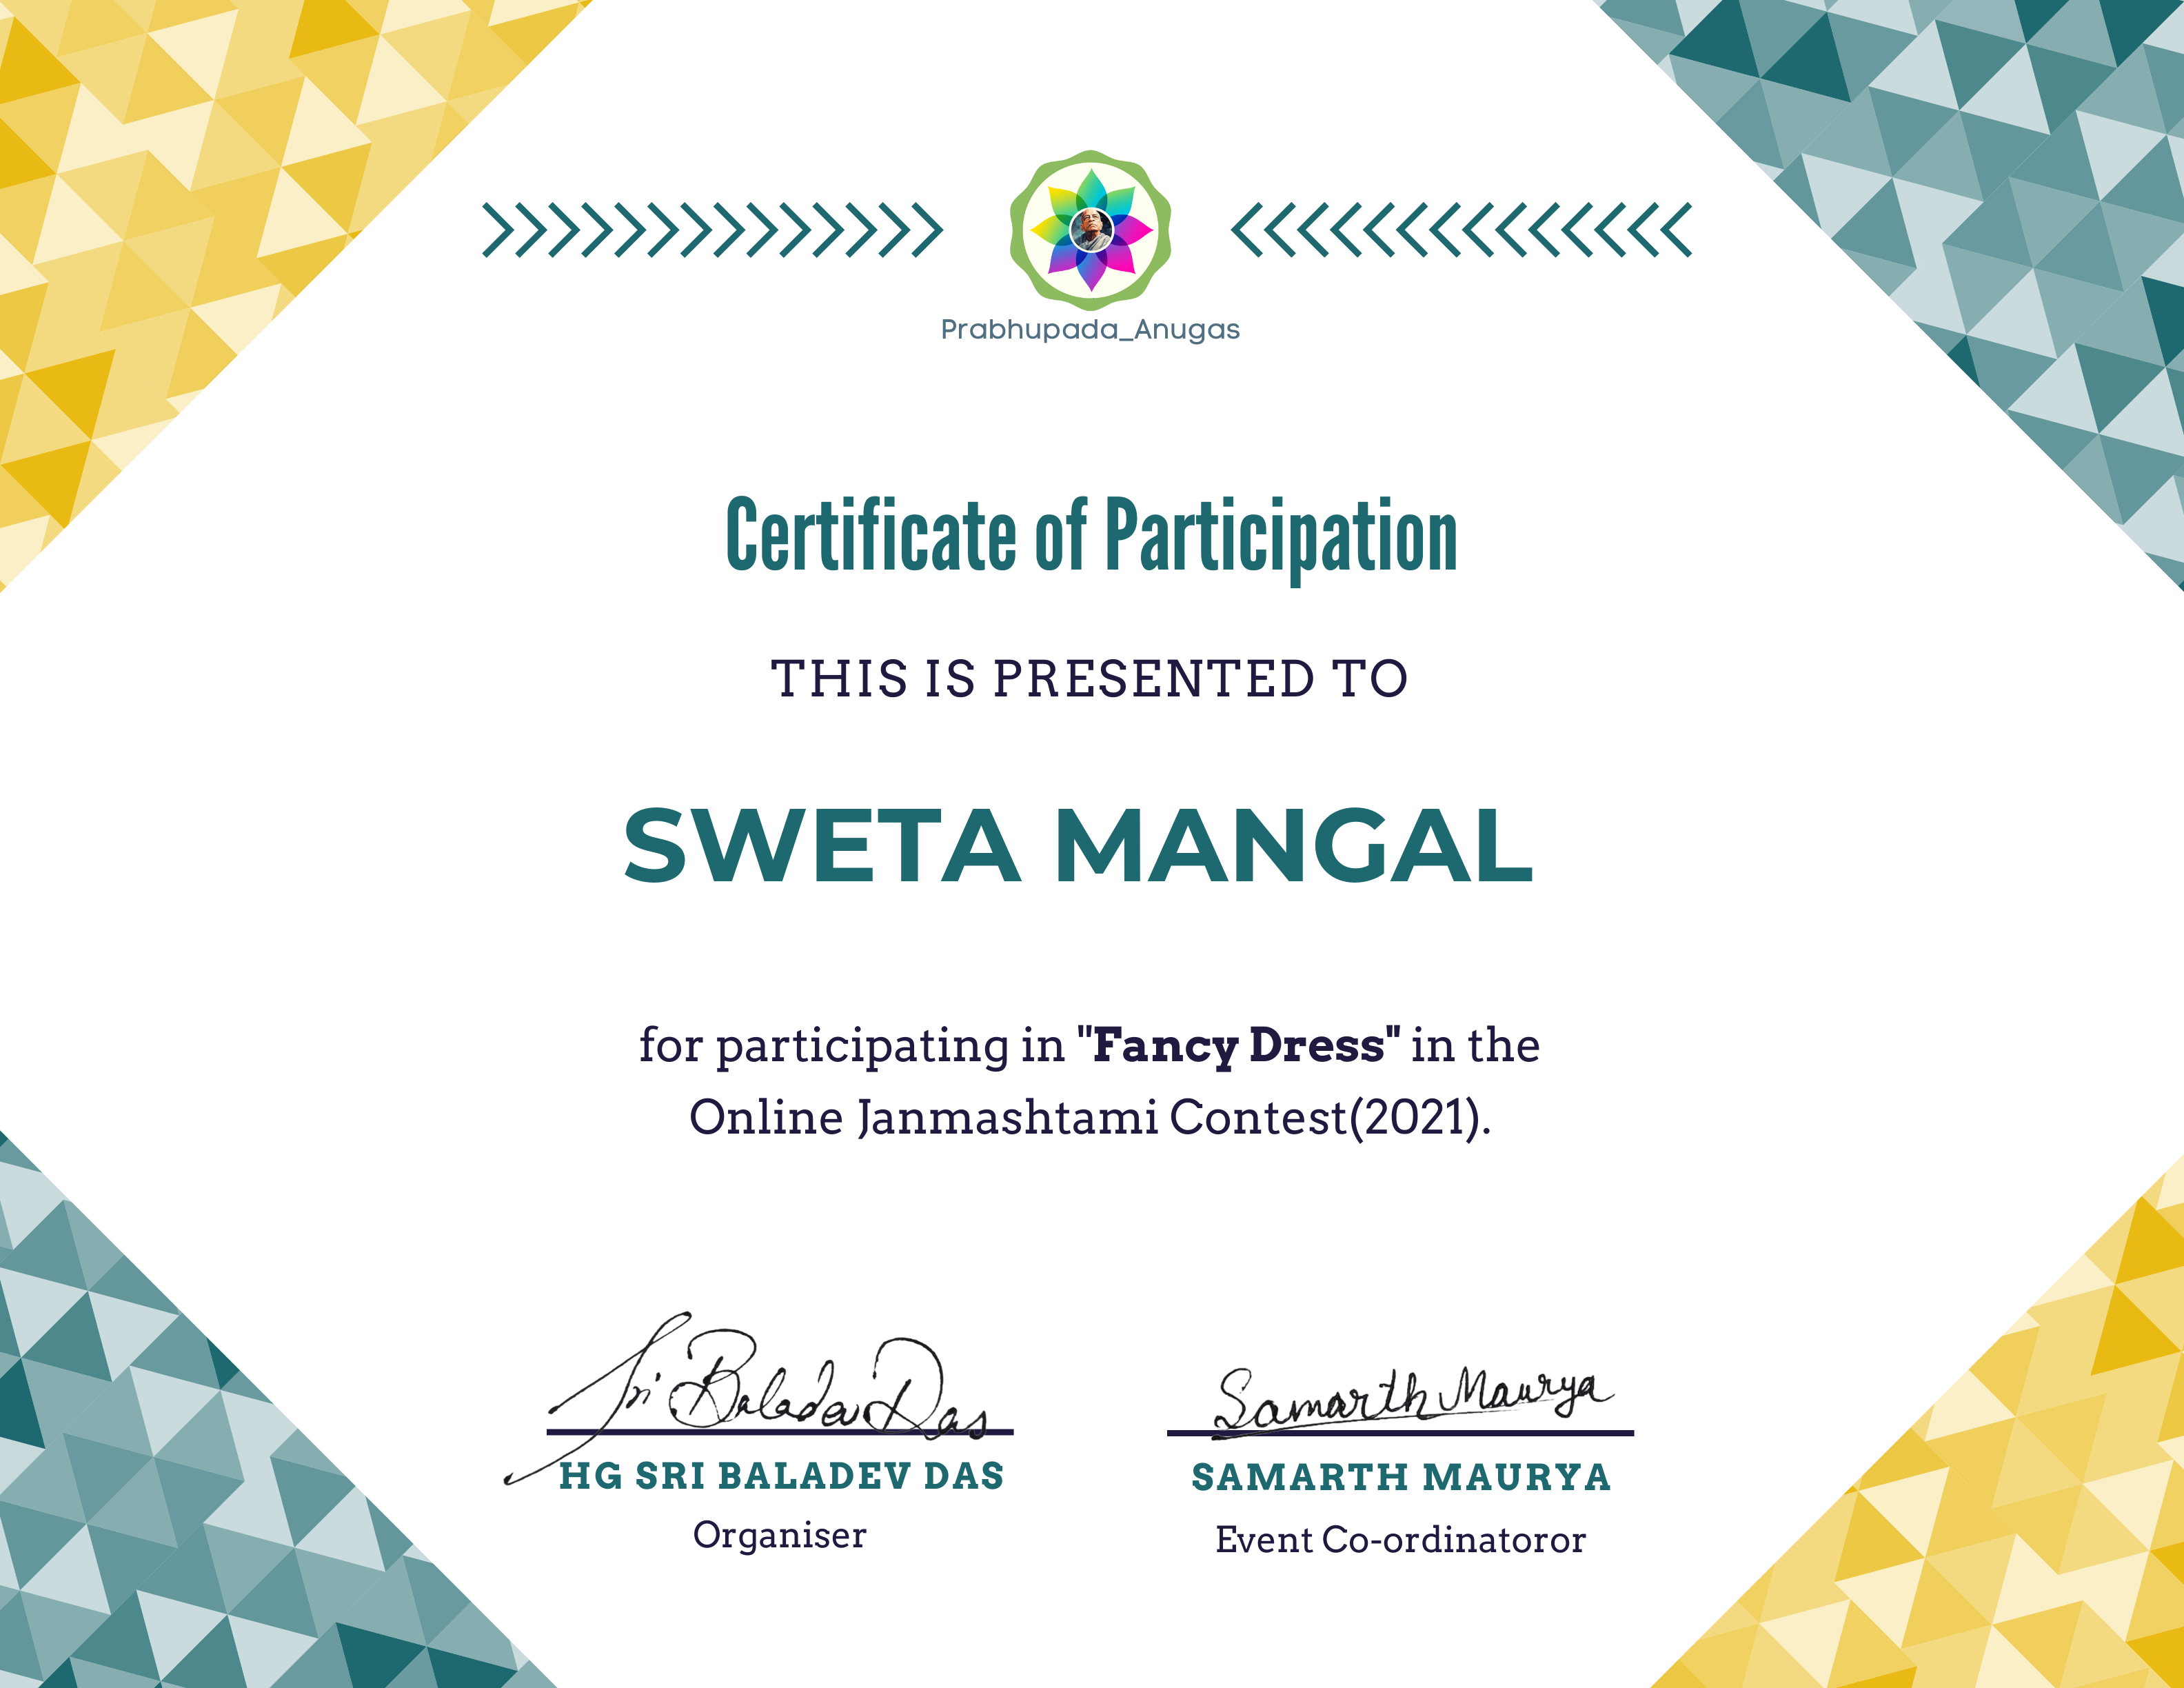 Prabhupada_Anugas
Certificate of Participation
THIS IS PRESENTED TO
SWETA MANGAL
for participating in "Fancy Dress" in the
Online Janmashtami Contest(2021).
Sri Baladev Das
Samarth Maurya
HG SRI BALADEV DAS
SAMARTH MAURYA
Organiser
Event Co-ordinatoror